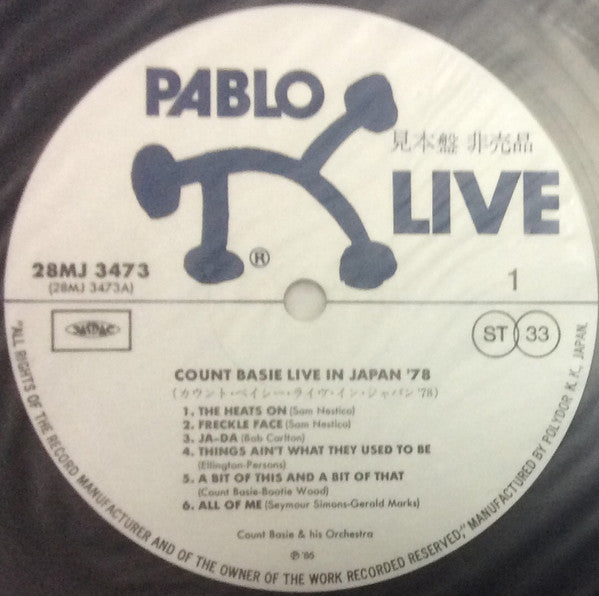 PABLO
見本盤 非売品
LIVE
®
28MJ 3473
(28MJ 3473A)
1
JASRAC
ST 33
COUNT BASIE LIVE IN JAPAN '78
(カウント・ベイシー・ライヴ・イン・ジャパン '78)
1. THE HEATS ON (Sam Nestico)
2. FRECKLE FACE (Sam Nestico)
3. JA-DA (Bob Carlton)
4. THINGS AIN'T WHAT THEY USED TO BE
(Ellington-Persons)
5. A BIT OF THIS AND A BIT OF THAT
(Count Basie-Bootie Wood)
6. ALL OF ME (Seymour Simons-Gerald Marks)
Count Basie & his Orchestra
℗ '85
"ALL RIGHTS OF THE RECORD MANUFACTURER AND OF THE OWNER OF THE WORK RECORDED RESERVED," MANUFACTURED BY POLYDOR K.K., JAPAN.